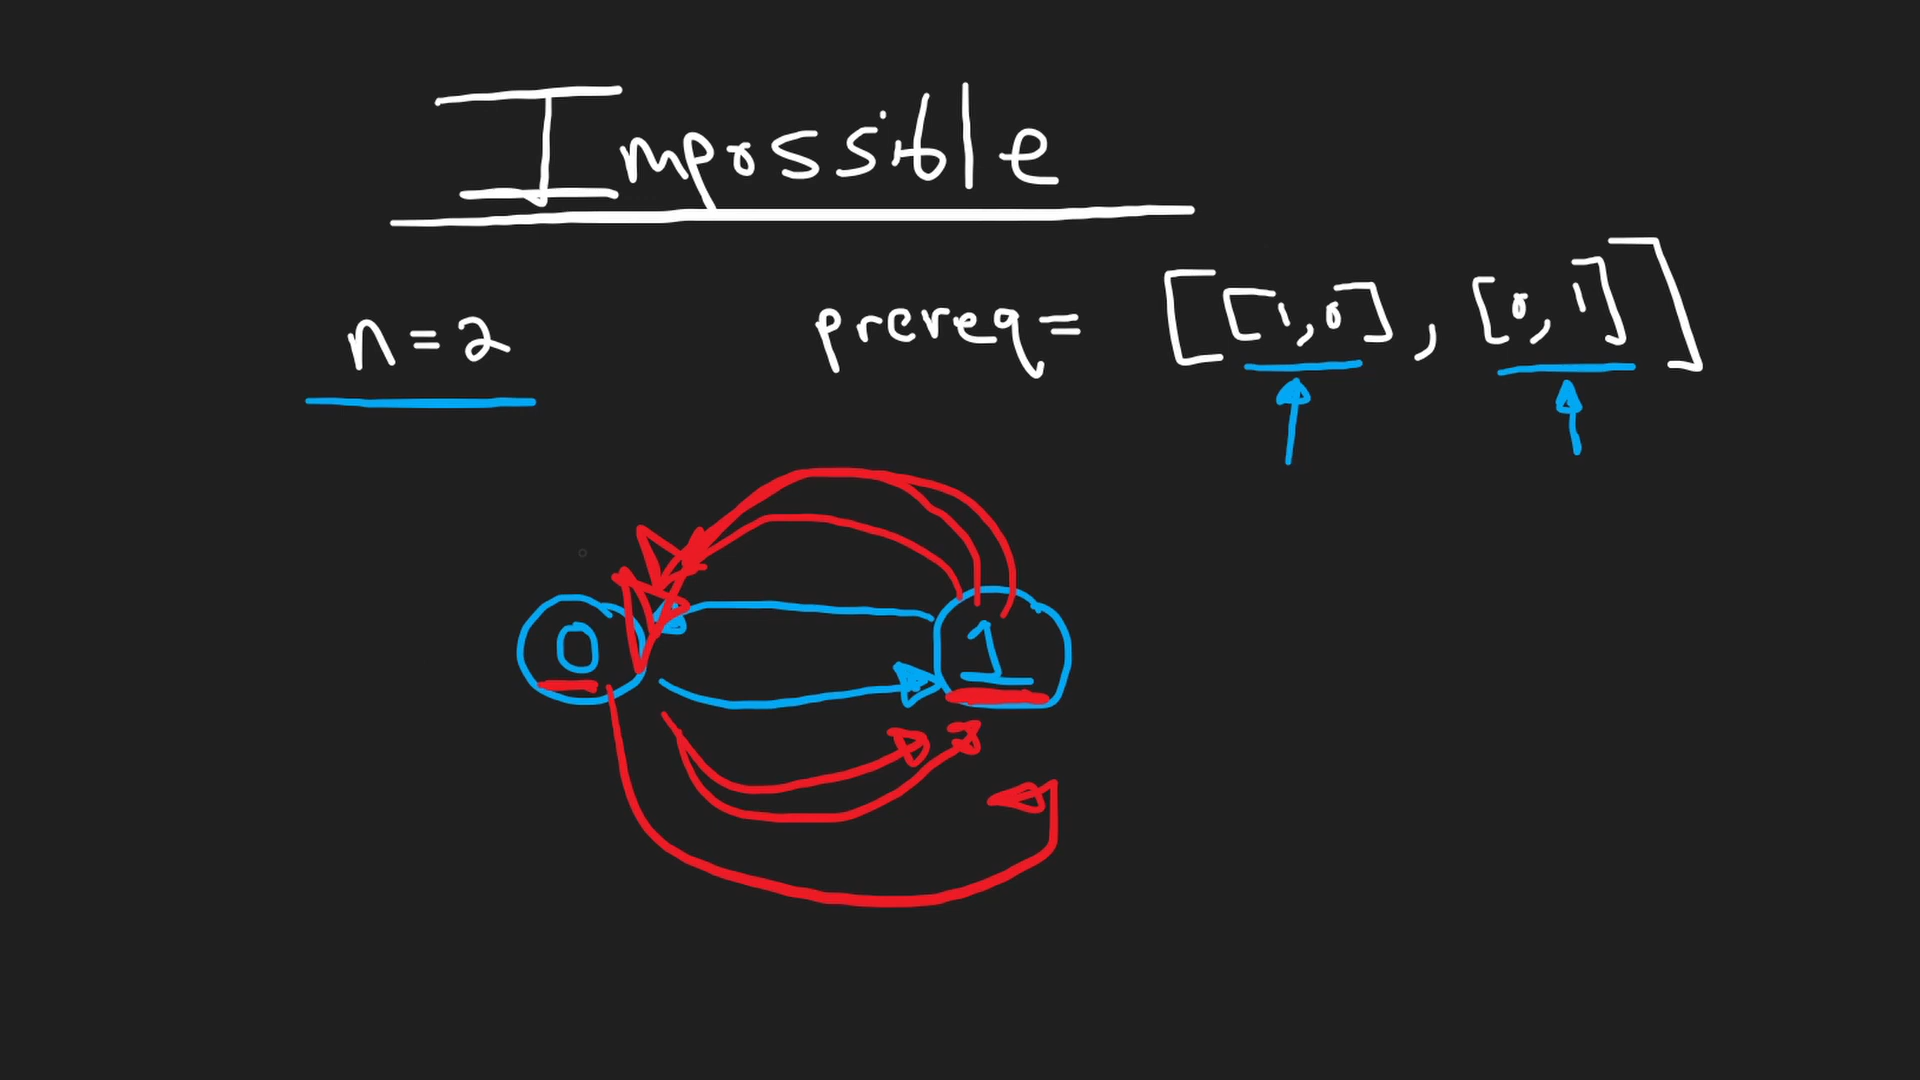 Impossible
n=2 prereq= [[1,0], [0,1]]
0 1